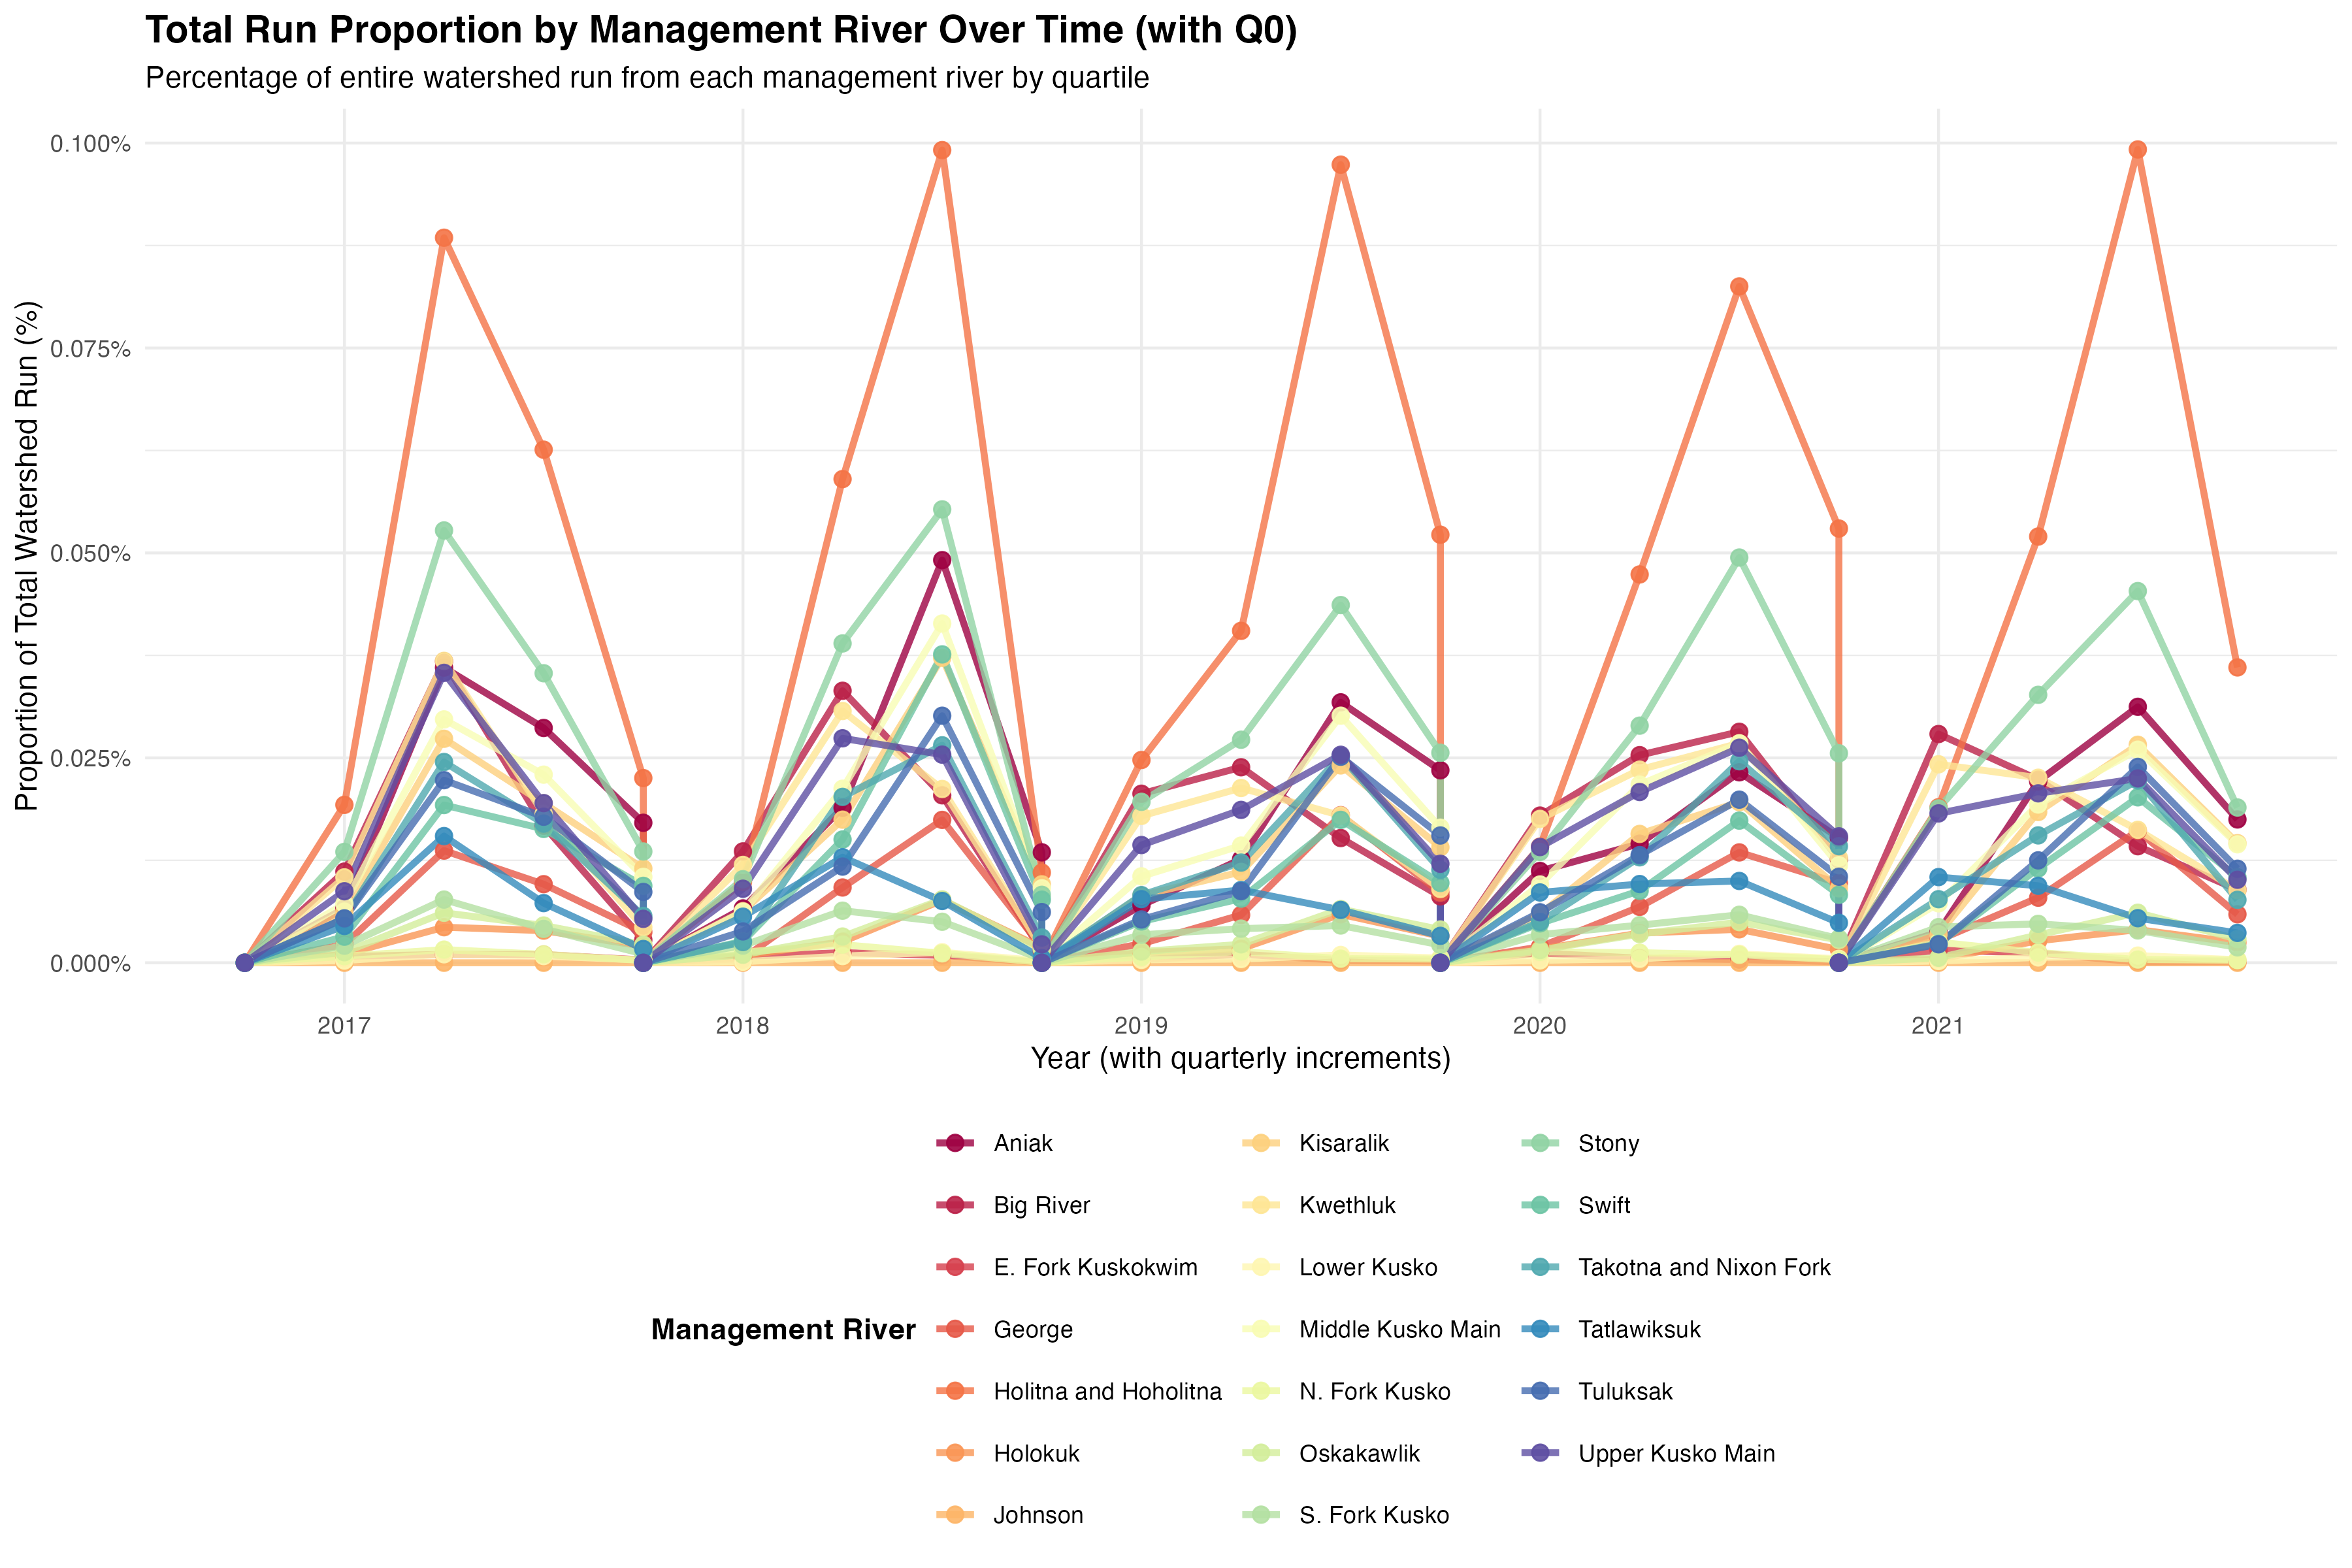 Total Run Proportion by Management River Over Time (with Q0)
Percentage of entire watershed run from each management river by quartile
Proportion of Total Watershed Run (%)
0.100%
0.075%
0.050%
0.025%
0.000%
2017 2018 2019 2020 2021
Year (with quarterly increments)
Management River
Aniak
Big River
E. Fork Kuskokwim
George
Holitna and Hoholitna
Holokuk
Johnson
Kisaralik
Kwethluk
Lower Kusko
Middle Kusko Main
N. Fork Kusko
Oskakawlik
S. Fork Kusko
Stony
Swift
Takotna and Nixon Fork
Tatlawiksuk
Tuluksak
Upper Kusko Main